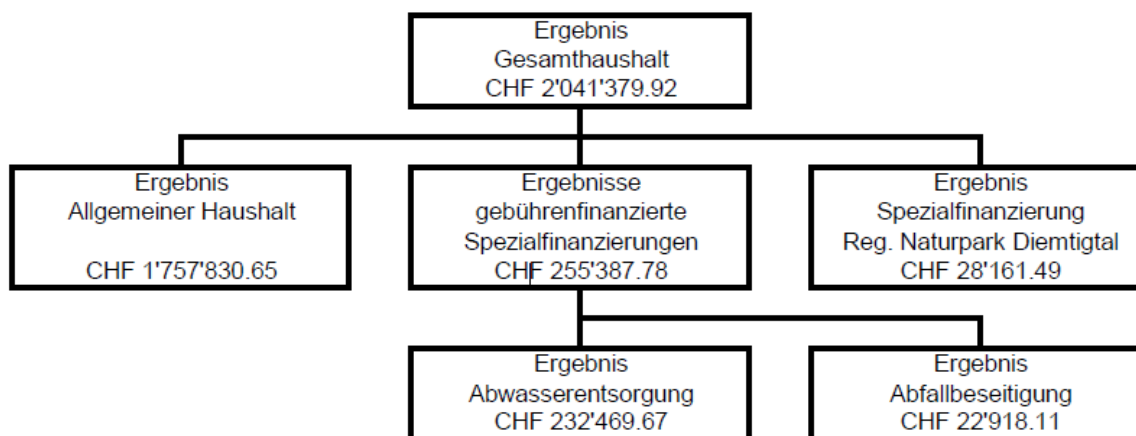 Ergebnis
Gesamthaushalt
CHF 2'041'379.92
Ergebnis
Allgemeiner Haushalt
CHF 1'757'830.65
Ergebnisse
gebührenfinanzierte
Spezialfinanzierungen
CHF 255'387.78
Ergebnis
Spezialfinanzierung
Reg. Naturpark Diemtigtal
CHF 28'161.49
Ergebnis
Abwasserentsorgung
CHF 232'469.67
Ergebnis
Abfallbeseitigung
CHF 22'918.11